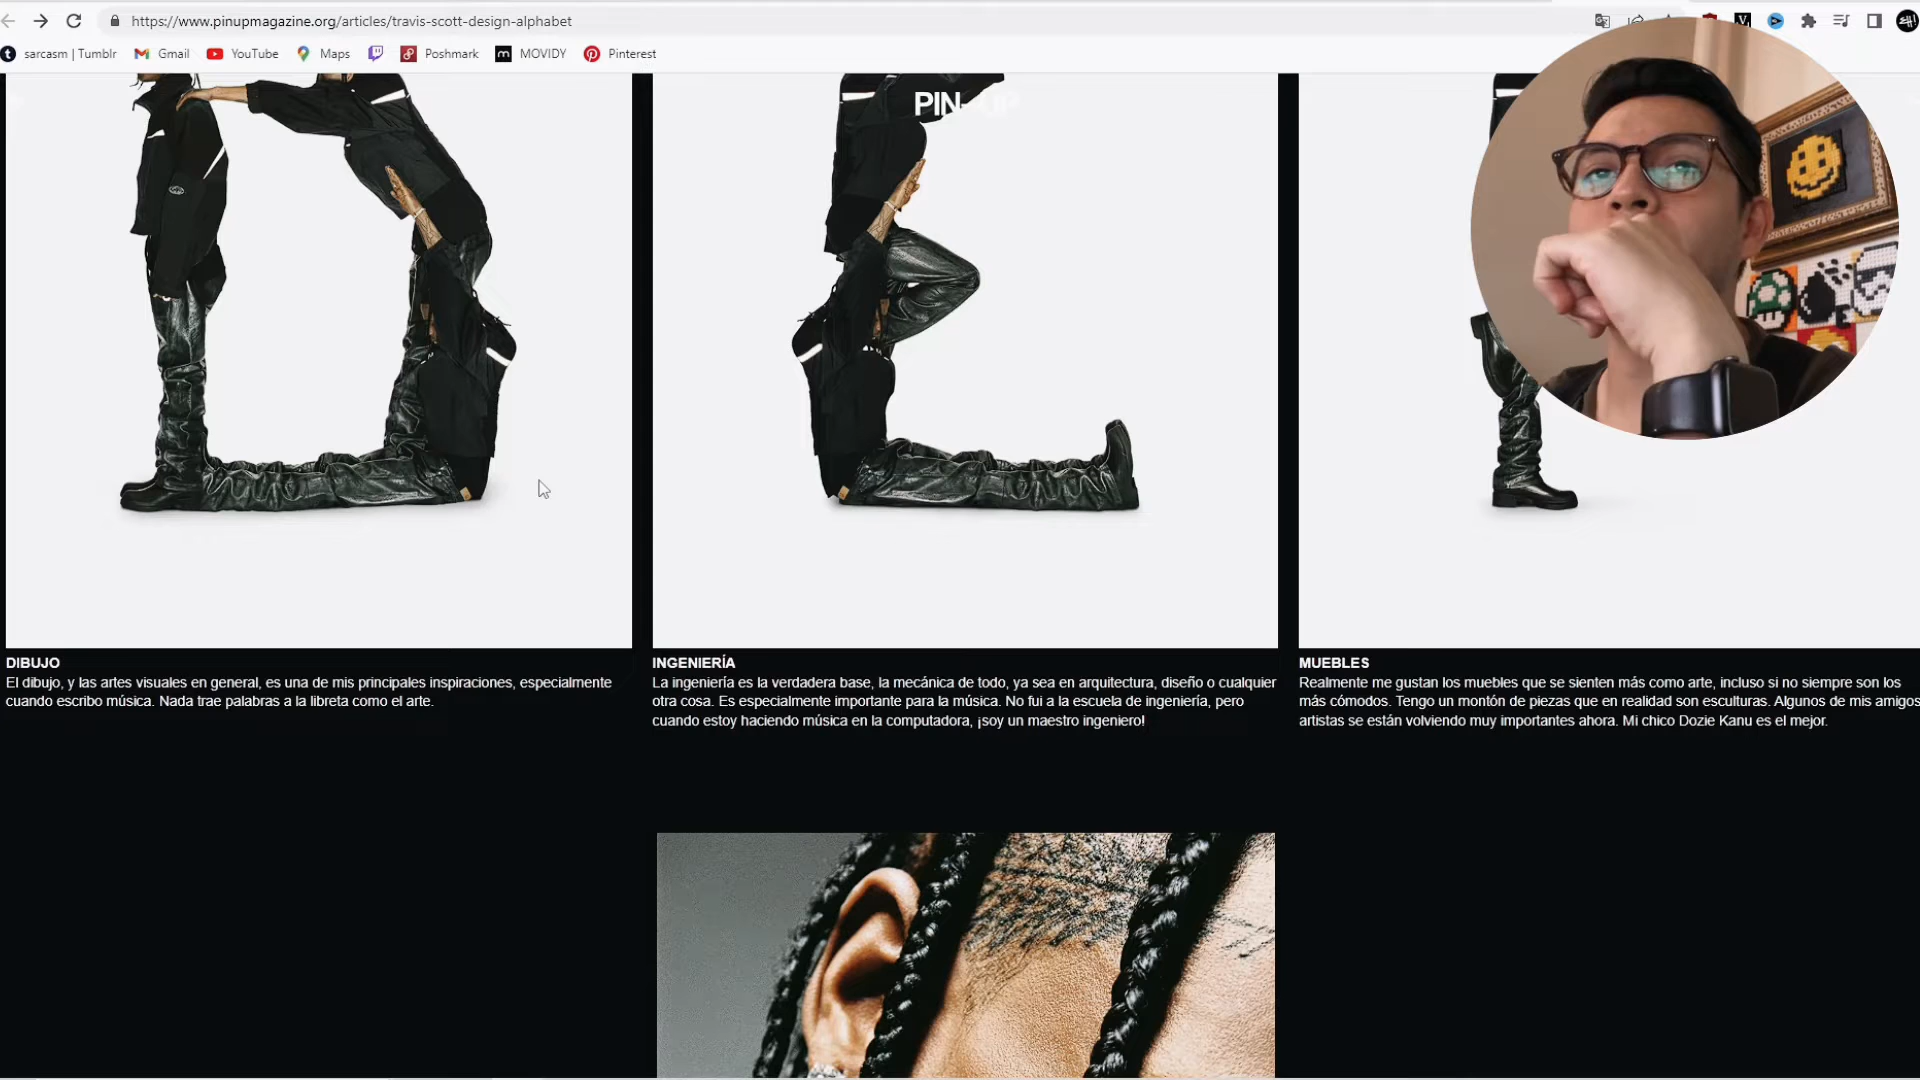 https://www.pinupmagazine.org/articles/travis-scott-design-alphabet
sarcasm | Tumblr
Gmail
YouTube
Maps
Poshmark
MOVIDY
Pinterest
PIN-UP
DIBUJO
El dibujo, y las artes visuales en general, es una de mis principales inspiraciones, especialmente
cuando escribo música. Nada trae palabras a la libreta como el arte.
INGENIERÍA
La ingeniería es la verdadera base, la mecánica de todo, ya sea en arquitectura, diseño o cualquier
otra cosa. Es especialmente importante para la música. No fui a la escuela de ingeniería, pero
cuando estoy haciendo música en la computadora, ¡soy un maestro ingeniero!
MUEBLES
Realmente me gustan los muebles que se sienten más como arte, incluso si no siempre son los
más cómodos. Tengo un montón de piezas que en realidad son esculturas. Algunos de mis amigos
artistas se están volviendo muy importantes ahora. Mi chico Dozie Kanu es el mejor.